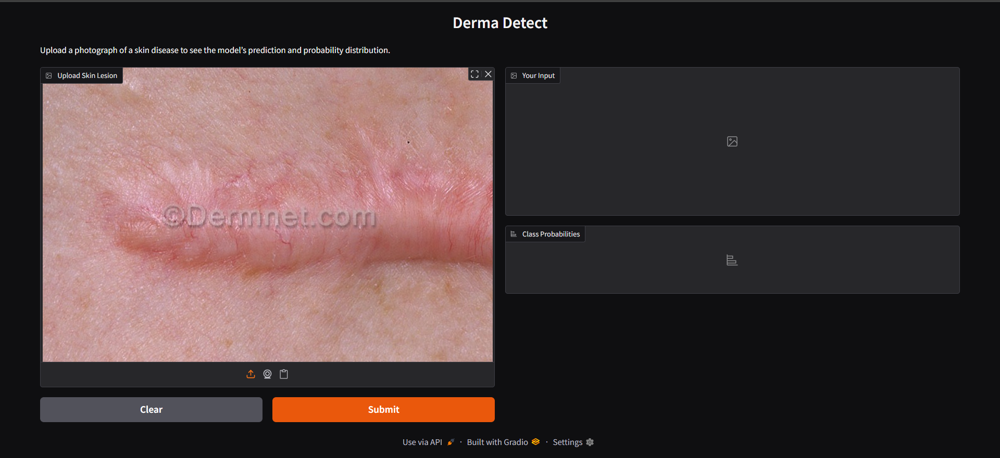 Derma Detect
Upload a photograph of a skin disease to see the model’s prediction and probability distribution.
Upload Skin Lesion
©Dermnet.com
Clear
Submit
Your Input
Class Probabilities
Use via API · Built with Gradio · Settings